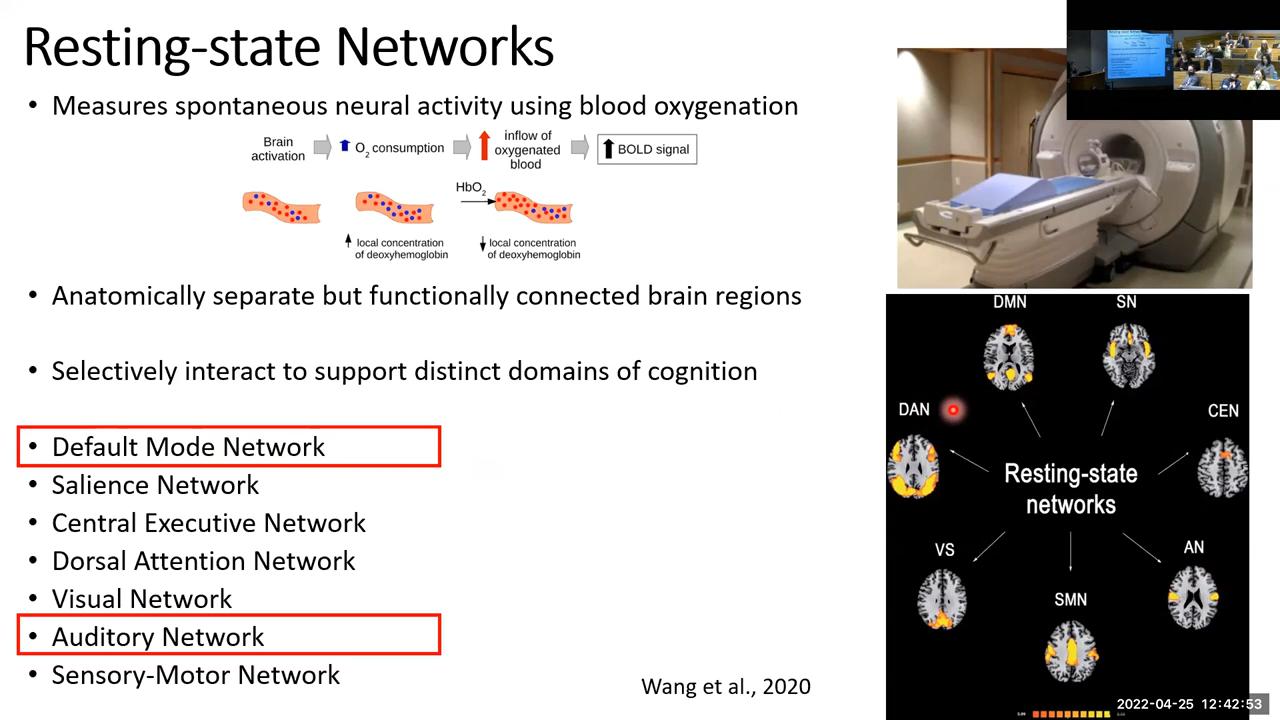 Resting-state Networks
• Measures spontaneous neural activity using blood oxygenation
Brain
activation
O2 consumption
inflow of
oxygenated
blood
BOLD signal
HbO2
local concentration
of deoxyhemoglobin
local concentration
of deoxyhemoglobin
• Anatomically separate but functionally connected brain regions
• Selectively interact to support distinct domains of cognition
• Default Mode Network
• Salience Network
• Central Executive Network
• Dorsal Attention Network
• Visual Network
• Auditory Network
• Sensory-Motor Network
Wang et al., 2020
DMN
SN
DAN
CEN
Resting-state
networks
VS
AN
SMN
2022-04-25 12:42:53